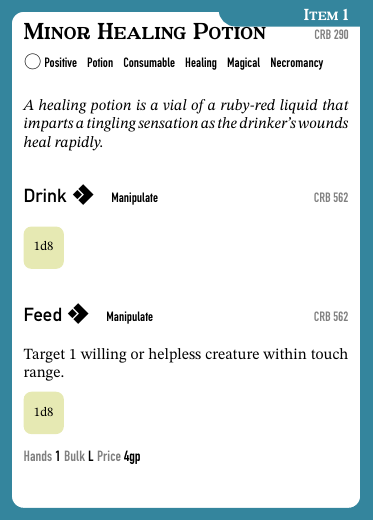 ITEM 1
MINOR HEALING POTION CRB 290
Positive Potion Consumable Healing Magical Necromancy
A healing potion is a vial of a ruby-red liquid that
imparts a tingling sensation as the drinker's wounds
heal rapidly.
Drink Manipulate CRB 562
1d8
Feed Manipulate CRB 562
Target 1 willing or helpless creature within touch
range.
1d8
Hands 1 Bulk L Price 4gp